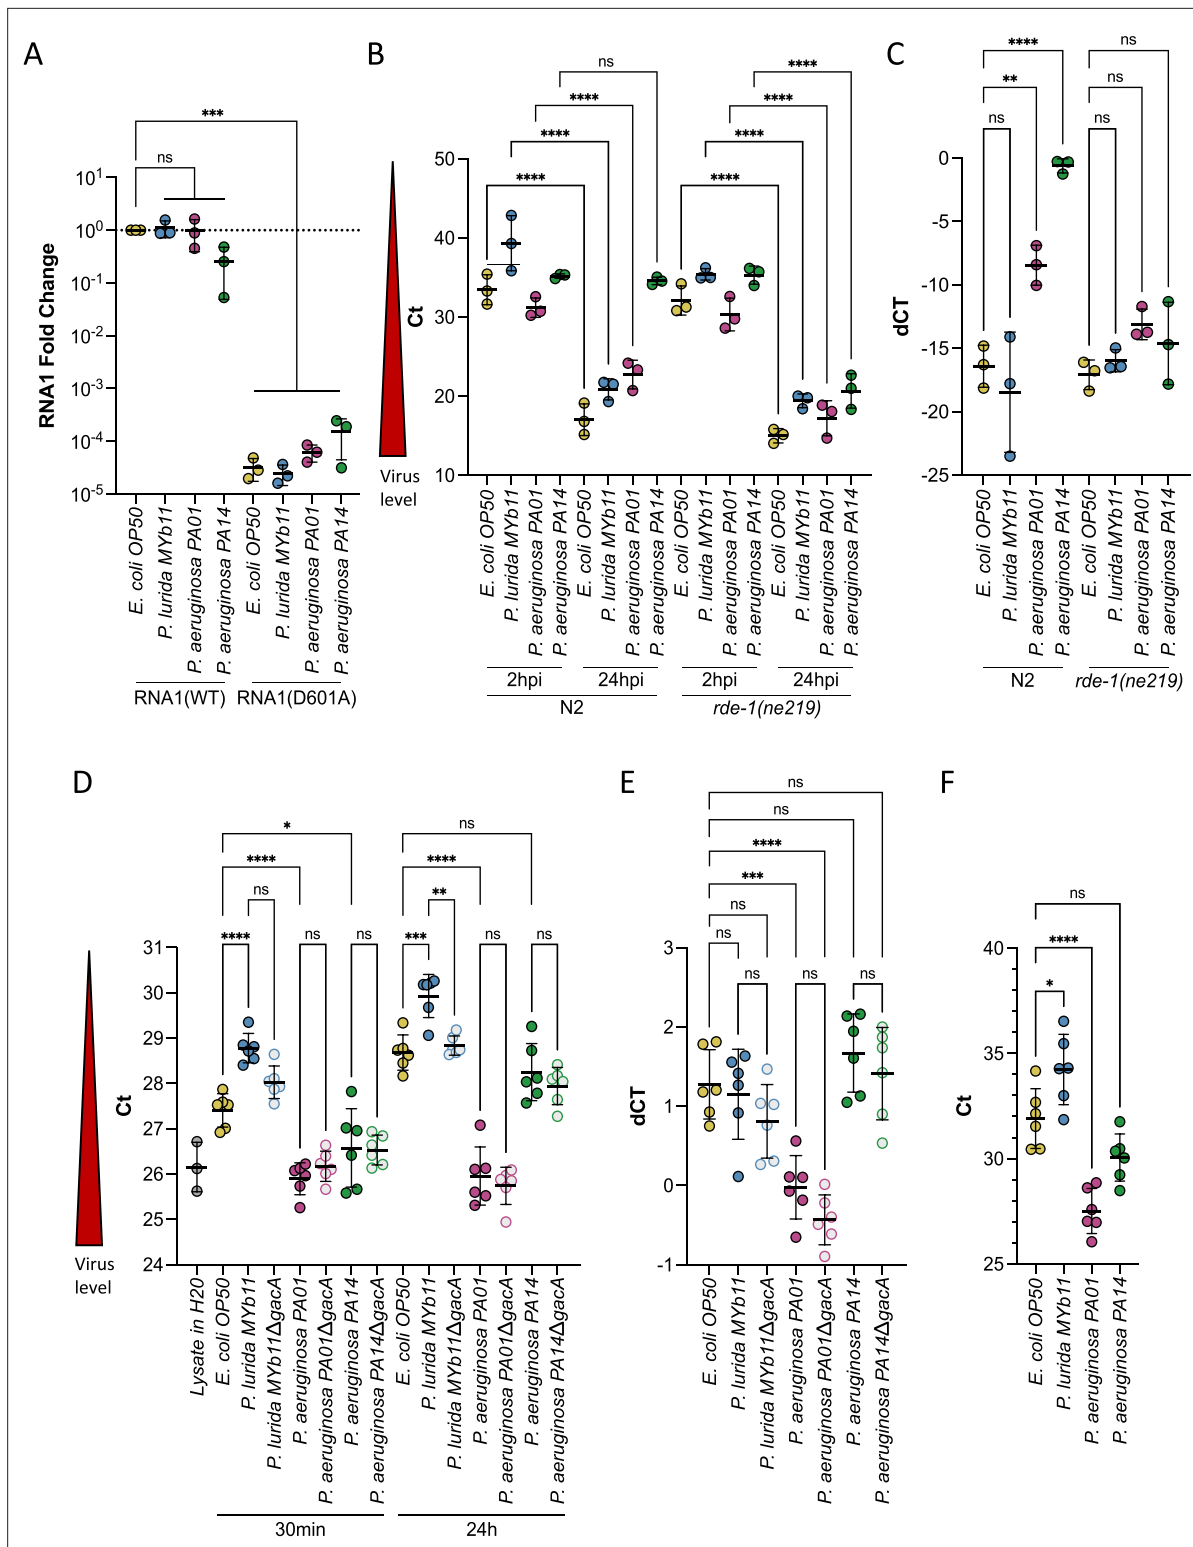 A
B
C
***
ns
10¹
10⁰
10⁻¹
10⁻²
10⁻³
10⁻⁴
10⁻⁵
RNA1 Fold Change
E. coli OP50
P. lurida MYb11
P. aeruginosa PA01
P. aeruginosa PA14
E. coli OP50
P. lurida MYb11
P. aeruginosa PA01
P. aeruginosa PA14
RNA1(WT)
RNA1(D601A)
Virus
level
ns
****
****
****
****
****
****
****
50
40
30
20
10
Ct
E. coli OP50
P. lurida MYb11
P. aeruginosa PA01
P. aeruginosa PA14
E. coli OP50
P. lurida MYb11
P. aeruginosa PA01
P. aeruginosa PA14
E. coli OP50
P. lurida MYb11
P. aeruginosa PA01
P. aeruginosa PA14
E. coli OP50
P. lurida MYb11
P. aeruginosa PA01
P. aeruginosa PA14
2hpi
24hpi
2hpi
24hpi
N2
rde-1(ne219)
****
ns
**
ns
ns
ns
0
-5
-10
-15
-20
-25
dCT
E. coli OP50
P. lurida MYb11
P. aeruginosa PA01
P. aeruginosa PA14
E. coli OP50
P. lurida MYb11
P. aeruginosa PA01
P. aeruginosa PA14
N2
rde-1(ne219)
D
E
F
Virus
level
*
ns
****
****
ns
**
****
ns
ns
***
ns
ns
31
30
29
28
27
26
25
24
Ct
Lysate in H20
E. coli OP50
P. lurida MYb11
P. lurida MYb11ΔgacA
P. aeruginosa PA01
P. aeruginosa PA01ΔgacA
P. aeruginosa PA14
P. aeruginosa PA14ΔgacA
E. coli OP50
P. lurida MYb11
P. lurida MYb11ΔgacA
P. aeruginosa PA01
P. aeruginosa PA01ΔgacA
P. aeruginosa PA14
P. aeruginosa PA14ΔgacA
30min
24h
ns
ns
****
***
ns
ns
ns
ns
ns
3
2
1
0
-1
dCT
E. coli OP50
P. lurida MYb11
P. lurida MYb11ΔgacA
P. aeruginosa PA01
P. aeruginosa PA01ΔgacA
P. aeruginosa PA14
P. aeruginosa PA14ΔgacA
ns
****
*
40
35
30
25
Ct
E. coli OP50
P. lurida MYb11
P. aeruginosa PA01
P. aeruginosa PA14